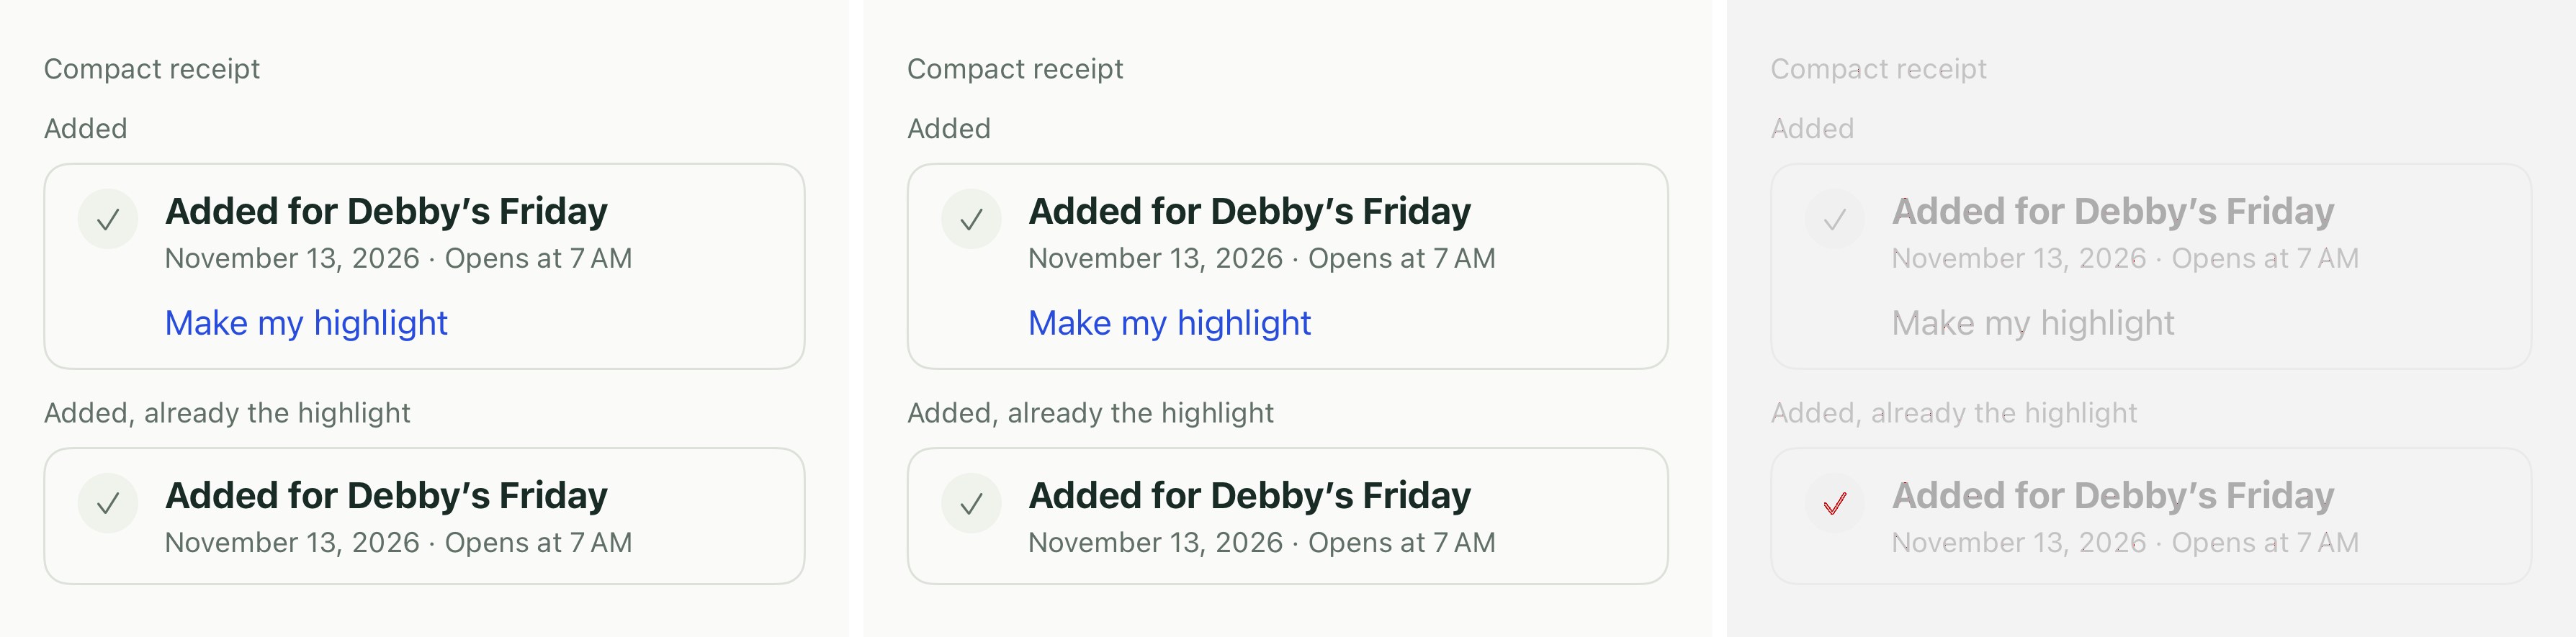 Compact receipt
Added
Added for Debby’s Friday
November 13, 2026 · Opens at 7 AM
Make my highlight
Added, already the highlight
Added for Debby’s Friday
November 13, 2026 · Opens at 7 AM
Compact receipt
Added
Added for Debby’s Friday
November 13, 2026 · Opens at 7 AM
Make my highlight
Added, already the highlight
Added for Debby’s Friday
November 13, 2026 · Opens at 7 AM
Compact receipt
Added
Added for Debby’s Friday
November 13, 2026 · Opens at 7 AM
Make my highlight
Added, already the highlight
Added for Debby’s Friday
November 13, 2026 · Opens at 7 AM